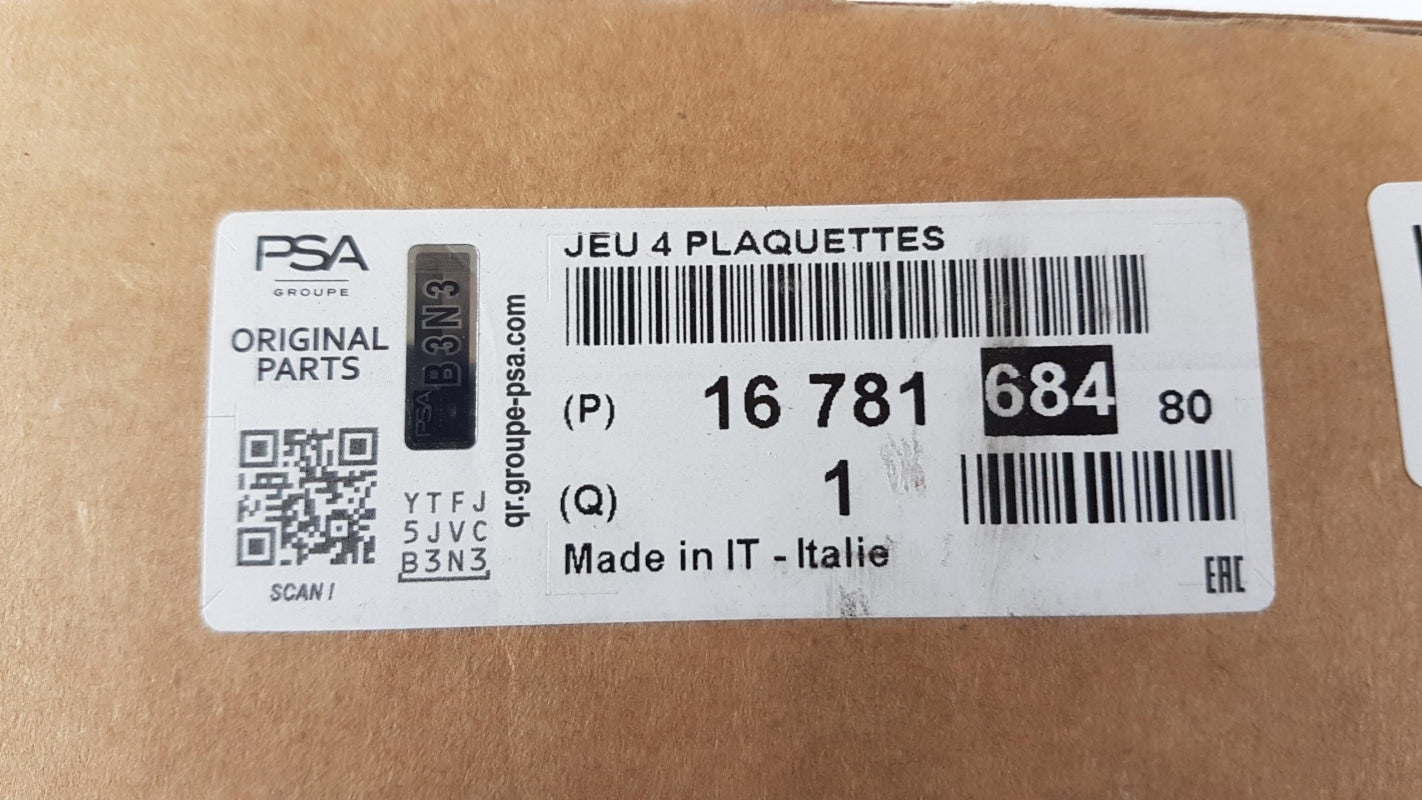 PSA
GROUPE
ORIGINAL
PARTS
SCAN!
PSA B3N3
YTFJ
5JVC
B3N3
qr.groupe-psa.com
JEU 4 PLAQUETTES
(P) 16 781 684 80
(Q) 1
Made in IT - Italie
EAC